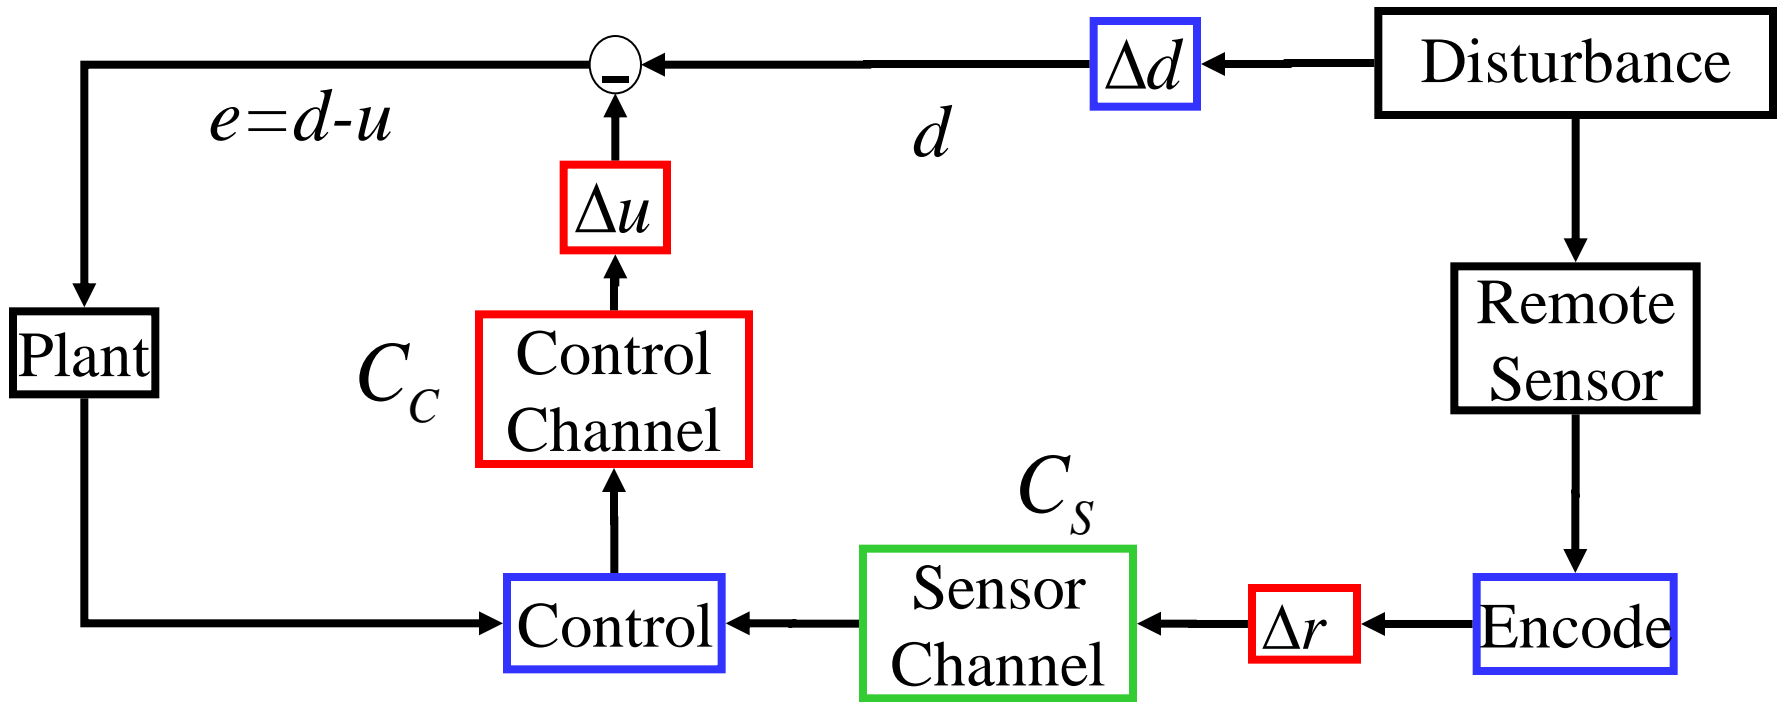 Δd
Disturbance
-
e=d-u
d
Δu
Remote
Sensor
Plant
C_C
Control
Channel
C_S
Sensor
Channel
Control
Δr
Encode